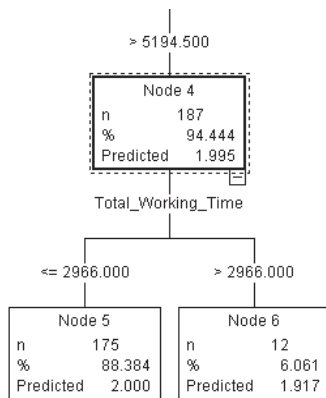 > 5194.500
Node 4
n 187
% 94.444
Predicted 1.995
Total_Working_Time
<= 2966.000 > 2966.000
Node 5
n 175
% 88.384
Predicted 2.000
Node 6
n 12
% 6.061
Predicted 1.917